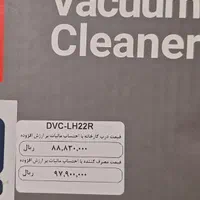 Vacuum
Cleaner
DVC-LH22R
قیمت درب کارخانه با احتساب مالیات بر ارزش افزوده
۸۸,۸۳۰,۰۰۰ ریال
قیمت مصرف کننده با احتساب مالیات بر ارزش افزوده
۹۷,۹۰۰,۰۰۰ ریال